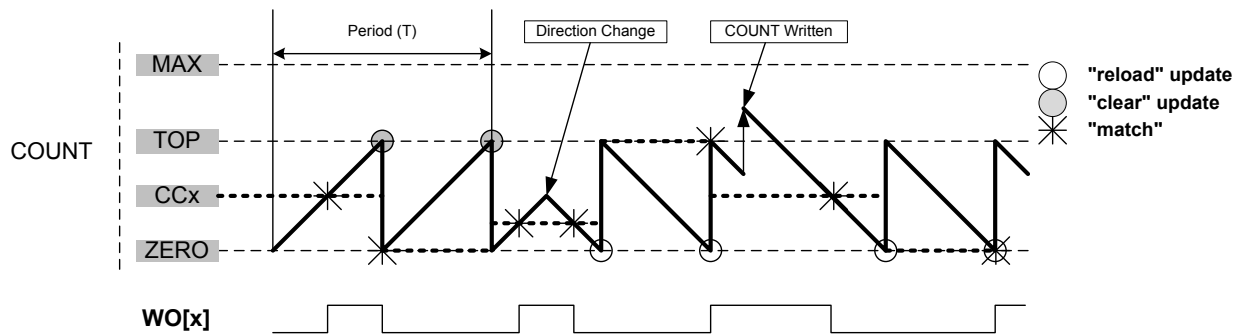 Period (T)
Direction Change
COUNT Written
MAX
"reload" update
"clear" update
TOP
"match"
COUNT
CCx
ZERO
WO[x]